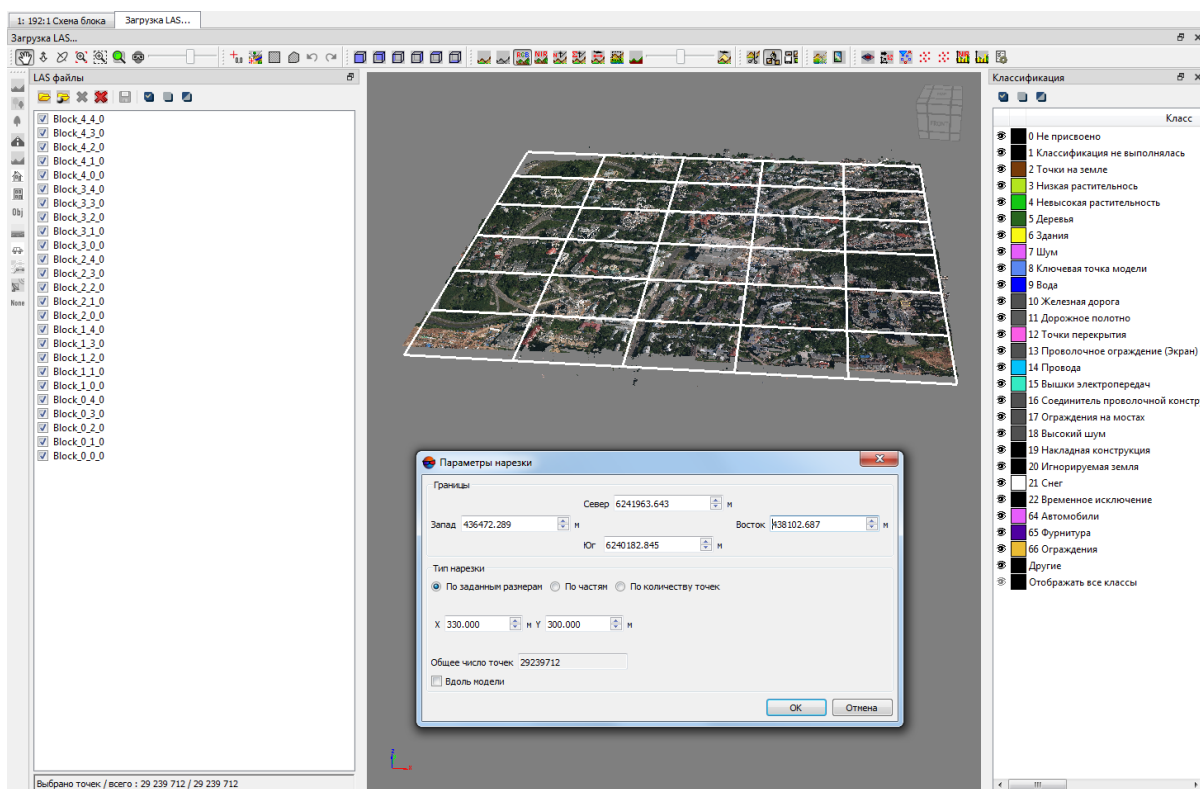 1: 192:1 Схема блока
Загрузка LAS...
Загрузка LAS...
RGB
NIR
LAS файлы
Obj
None
Block_4_4_0
Block_4_3_0
Block_4_2_0
Block_4_1_0
Block_4_0_0
Block_3_4_0
Block_3_3_0
Block_3_2_0
Block_3_1_0
Block_3_0_0
Block_2_4_0
Block_2_3_0
Block_2_2_0
Block_2_1_0
Block_2_0_0
Block_1_4_0
Block_1_3_0
Block_1_2_0
Block_1_1_0
Block_1_0_0
Block_0_4_0
Block_0_3_0
Block_0_2_0
Block_0_1_0
Block_0_0_0
Выбрано точек / всего : 29 239 712 / 29 239 712
Параметры нарезки
Границы
Север 6241963.643 м
Запад 436472.289 м
Восток 438102.687 м
Юг 6240182.845 м
Тип нарезки
По заданным размерам По частям По количеству точек
X 330.000 м Y 300.000 м
Общее число точек 29239712
Вдоль модели
OK Отмена
Классификация
Класс
0 Не присвоено
1 Классификация не выполнялась
2 Точки на земле
3 Низкая растительнось
4 Невысокая растительность
5 Деревья
6 Здания
7 Шум
8 Ключевая точка модели
9 Вода
10 Железная дорога
11 Дорожное полотно
12 Точки перекрытия
13 Проволочное ограждение (Экран)
14 Провода
15 Вышки электропередач
16 Соединитель проволочной констр
17 Ограждения на мостах
18 Высокий шум
19 Накладная конструкция
20 Игнорируемая земля
21 Снег
22 Временное исключение
64 Автомобили
65 Фурнитура
66 Ограждения
Другие
Отображать все классы